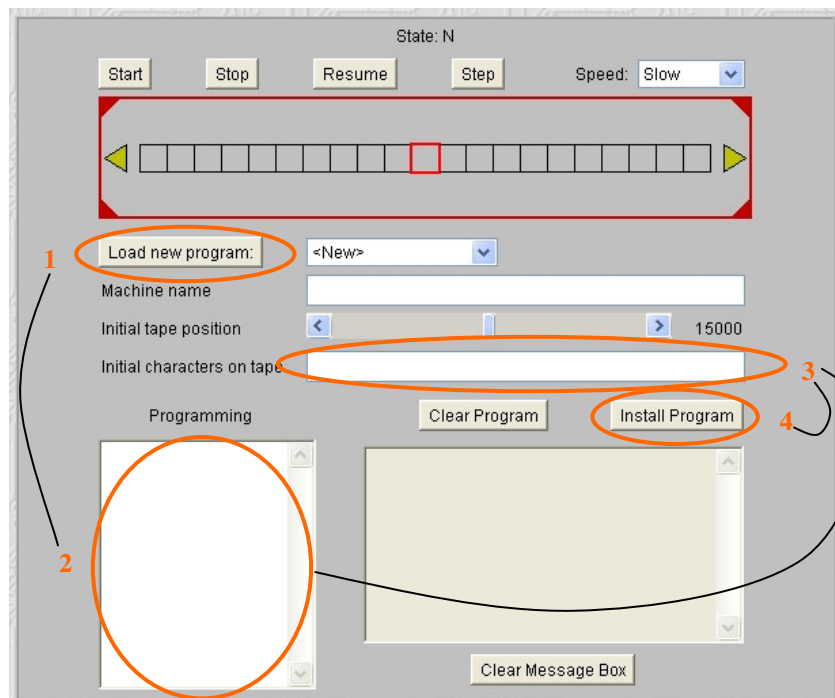 State: N
Start Stop Resume Step Speed: Slow
1 Load new program: <New>
Machine name
Initial tape position 15000
Initial characters on tape 3
Programming Clear Program Install Program 4
2
Clear Message Box